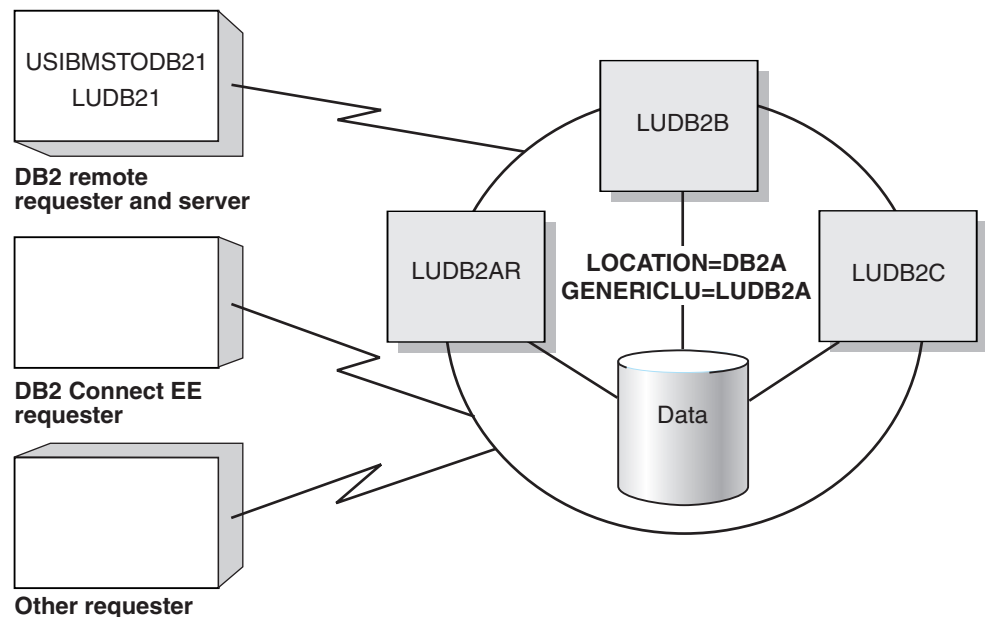 USIBMSTODB21
LUDB21
DB2 remote
requester and server
DB2 Connect EE
requester
Other requester
LUDB2B
LUDB2AR
LOCATION=DB2A
GENERICLU=LUDB2A
LUDB2C
Data